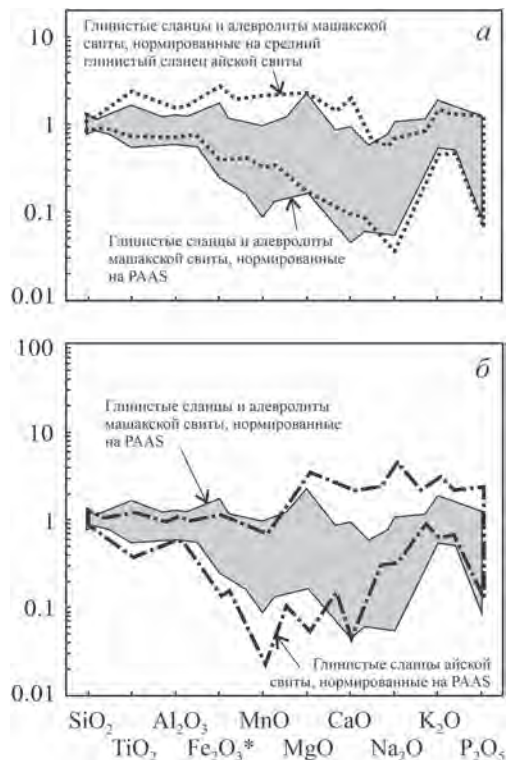 10
1
0.1
0.01
а
Глинистые сланцы и алевролиты машакской
свиты, нормированные на средний
глинистый сланец айской свиты
Глинистые сланцы и алевролиты
машакской свиты, нормированные
на PAAS
100
10
1
0.1
0.01
б
Глинистые сланцы и алевролиты
машакской свиты, нормированные
на PAAS
Глинистые сланцы айской
свиты, нормированные на PAAS
SiO₂ Al₂O₃ MnO CaO K₂O
TiO₂ Fe₂O₃* MgO Na₂O P₂O₅